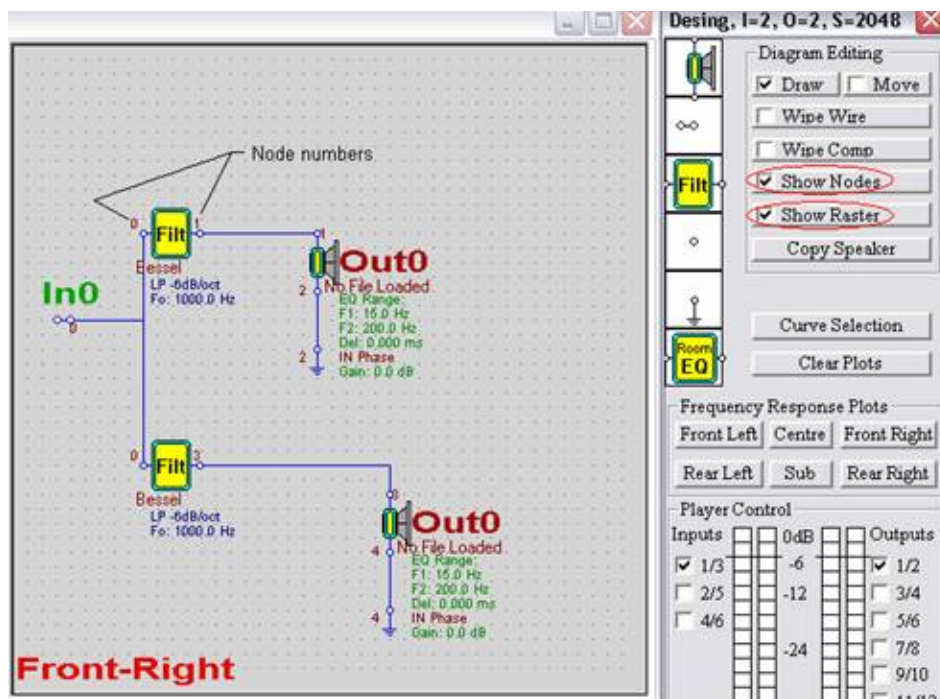 Desing, I=2, O=2, S=2048
Node numbers
0
Filt
1
Bessel
LP -6dB/oct
Fo: 1000.0 Hz
In0
0
1
Out0
No File Loaded
2
EQ Range:
F1: 15.0 Hz
F2: 200.0 Hz
Del: 0.000 ms
2
IN Phase
Gain: 0.0 dB
0
Filt
3
Bessel
LP -6dB/oct
Fo: 1000.0 Hz
3
Out0
No File Loaded
4
EQ Range:
F1: 15.0 Hz
F2: 200.0 Hz
Del: 0.000 ms
4
IN Phase
Gain: 0.0 dB
Front-Right
Filt
Room
EQ
Diagram Editing
Draw Move
Wipe Wire
Wipe Comp
Show Nodes
Show Raster
Copy Speaker
Curve Selection
Clear Plots
Frequency Response Plots
Front Left Centre Front Right
Rear Left Sub Rear Right
Player Control
Inputs 0dB Outputs
1/3 -6 1/2
2/5 -12 3/4
4/6 5/6
-24 7/8
9/10